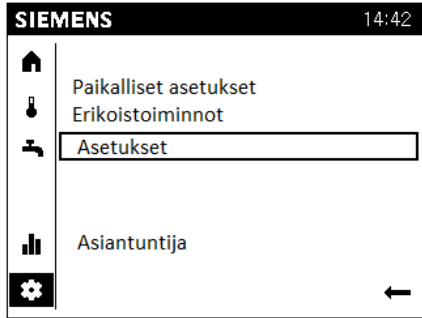 SIEMENS 14:42
Paikalliset asetukset
Erikoistoiminnot
Asetukset
Asiantuntija